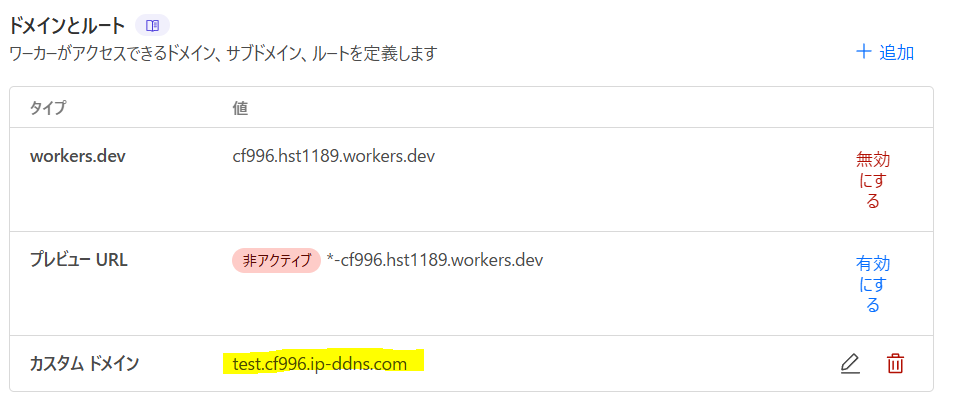 ドメインとルート
ワーカーがアクセスできるドメイン、サブドメイン、ルートを定義します
+ 追加
タイプ 値
workers.dev cf996.hst1189.workers.dev 無効
にす
る
プレビュー URL 非アクティブ *-cf996.hst1189.workers.dev 有効
にす
る
カスタム ドメイン test.cf996.ip-ddns.com